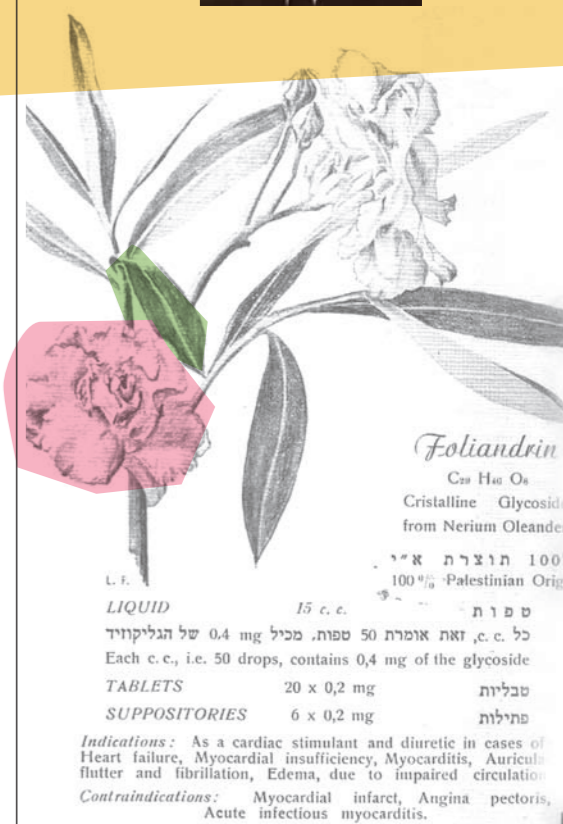 Foliandrin
C₂₉ H₄₆ O₈
Cristalline Glycosid
from Nerium Oleande
100 תוצרת א״י
100 % Palestinian Orig
L. F.
LIQUID 15 c. c. טפות
כל .c.c, זאת אומרת 50 טפות, מכיל 0.4 mg של הגליקוזיד
Each c. c., i.e. 50 drops, contains 0,4 mg of the glycoside
TABLETS 20 x 0,2 mg טבליות
SUPPOSITORIES 6 x 0,2 mg פתילות
Indications: As a cardiac stimulant and diuretic in cases of
Heart failure, Myocardial insufficiency, Myocarditis, Auricula
flutter and fibrillation, Edema, due to impaired circulation
Contraindications: Myocardial infarct, Angina pectoris,
Acute infectious myocarditis.